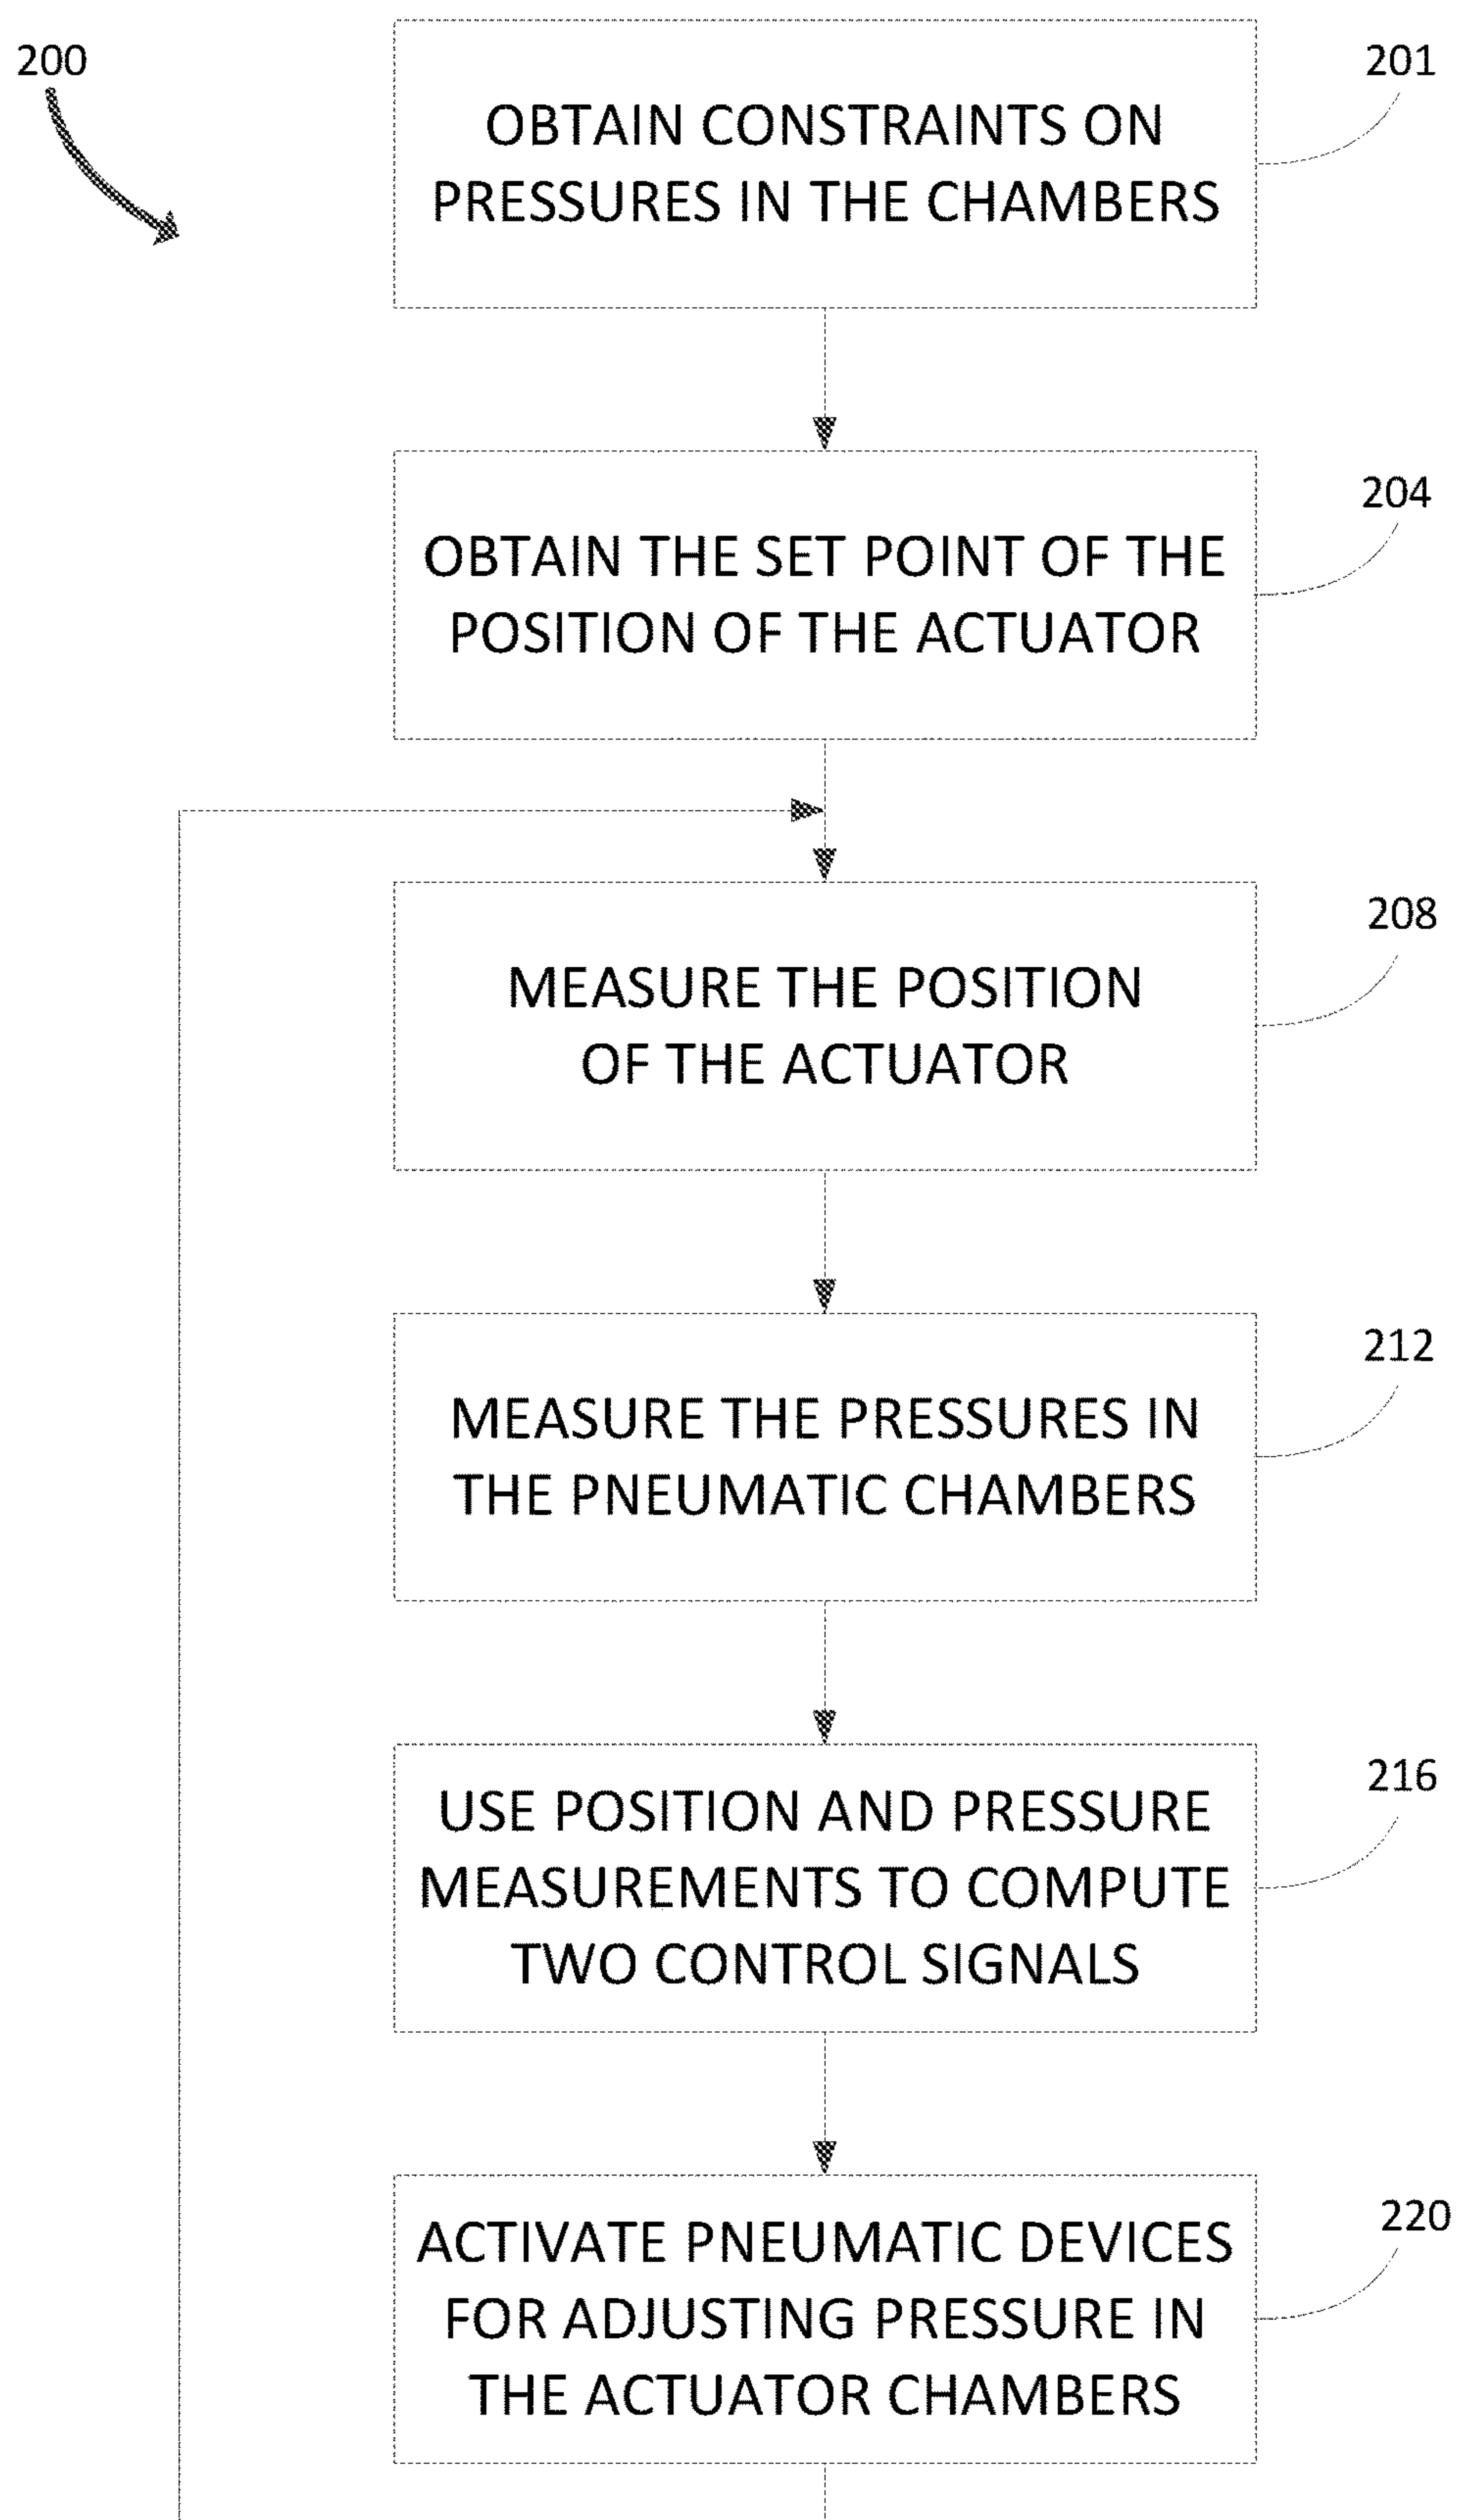 200
201
OBTAIN CONSTRAINTS ON
PRESSURES IN THE CHAMBERS
204
OBTAIN THE SET POINT OF THE
POSITION OF THE ACTUATOR
208
MEASURE THE POSITION
OF THE ACTUATOR
212
MEASURE THE PRESSURES IN
THE PNEUMATIC CHAMBERS
216
USE POSITION AND PRESSURE
MEASUREMENTS TO COMPUTE
TWO CONTROL SIGNALS
220
ACTIVATE PNEUMATIC DEVICES
FOR ADJUSTING PRESSURE IN
THE ACTUATOR CHAMBERS